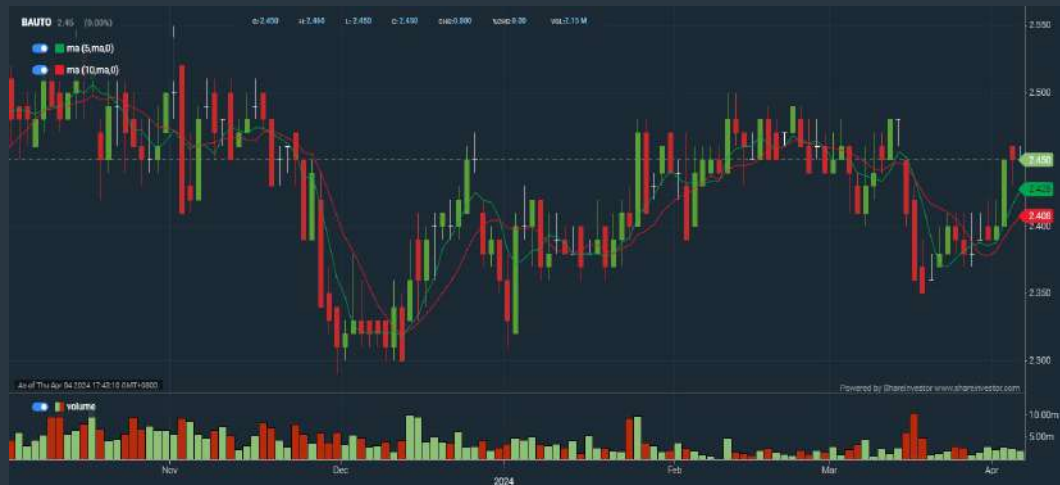 BAUTO 2.45 (0.00%) O:2.450 H:2.460 L:2.450 C:2.450 CHG:0.000 %CHG:0.00 VOL:2.15 M
ma (5,ma,0)
ma (10,ma,0)
2.550
2.500
2.450
2.400
2.350
2.300
As of Thu Apr 04 2024 17:43:10 GMT+0800
Powered by ShareInvestor www.shareinvestor.com
volume
10.00m
5.00m
Nov Dec Feb Mar Apr
2024